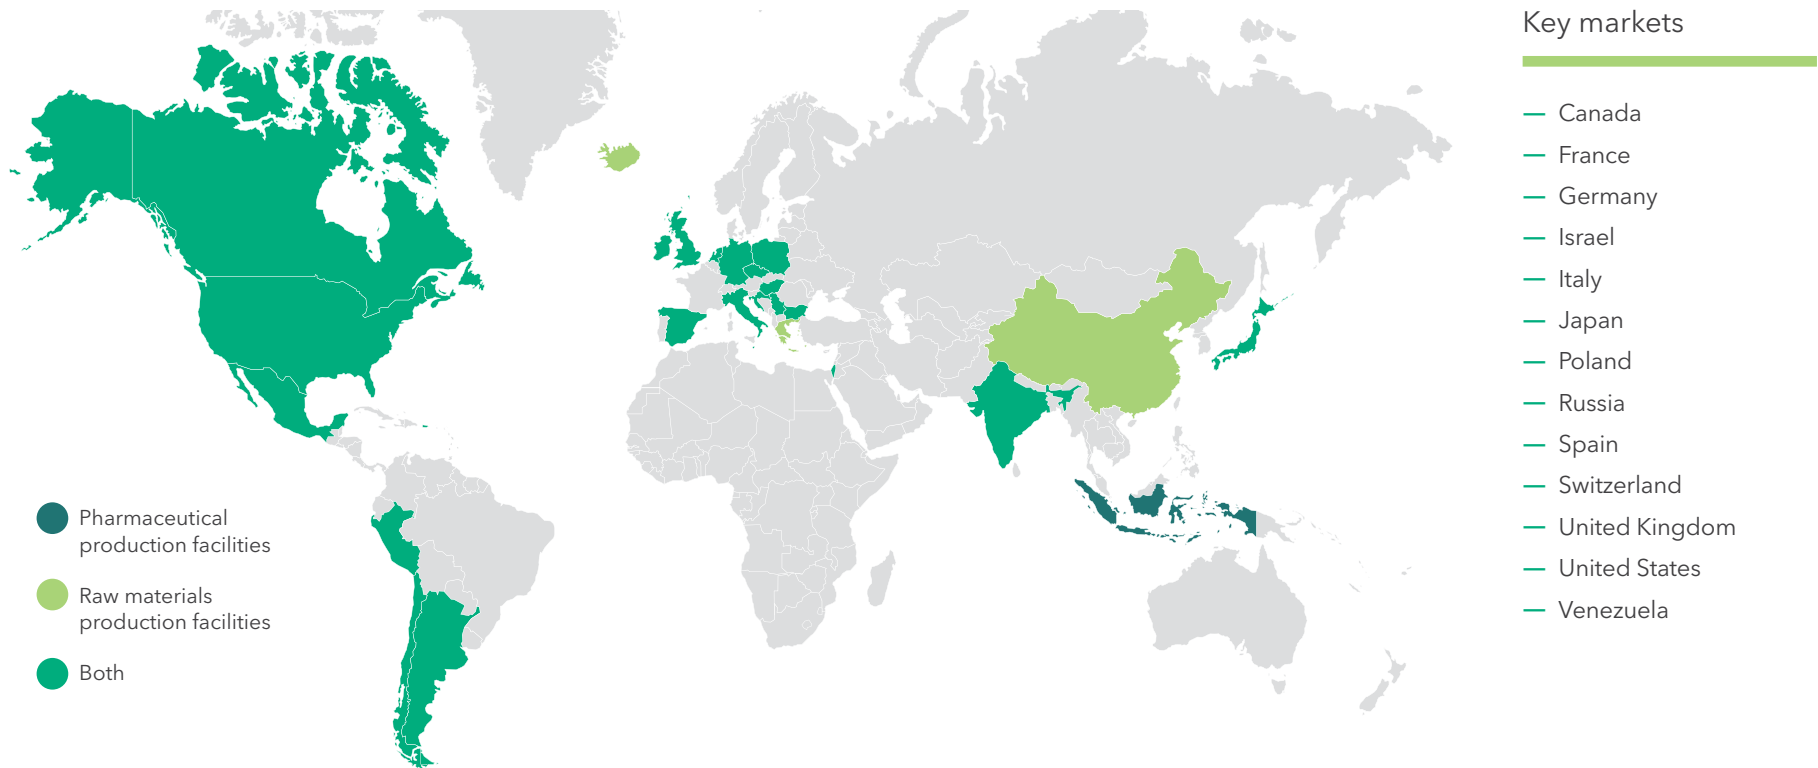 Key markets
Canada
France
Germany
Israel
Italy
Japan
Poland
Russia
Spain
Switzerland
United Kingdom
United States
Venezuela
Pharmaceutical
production facilities
Raw materials
production facilities
Both